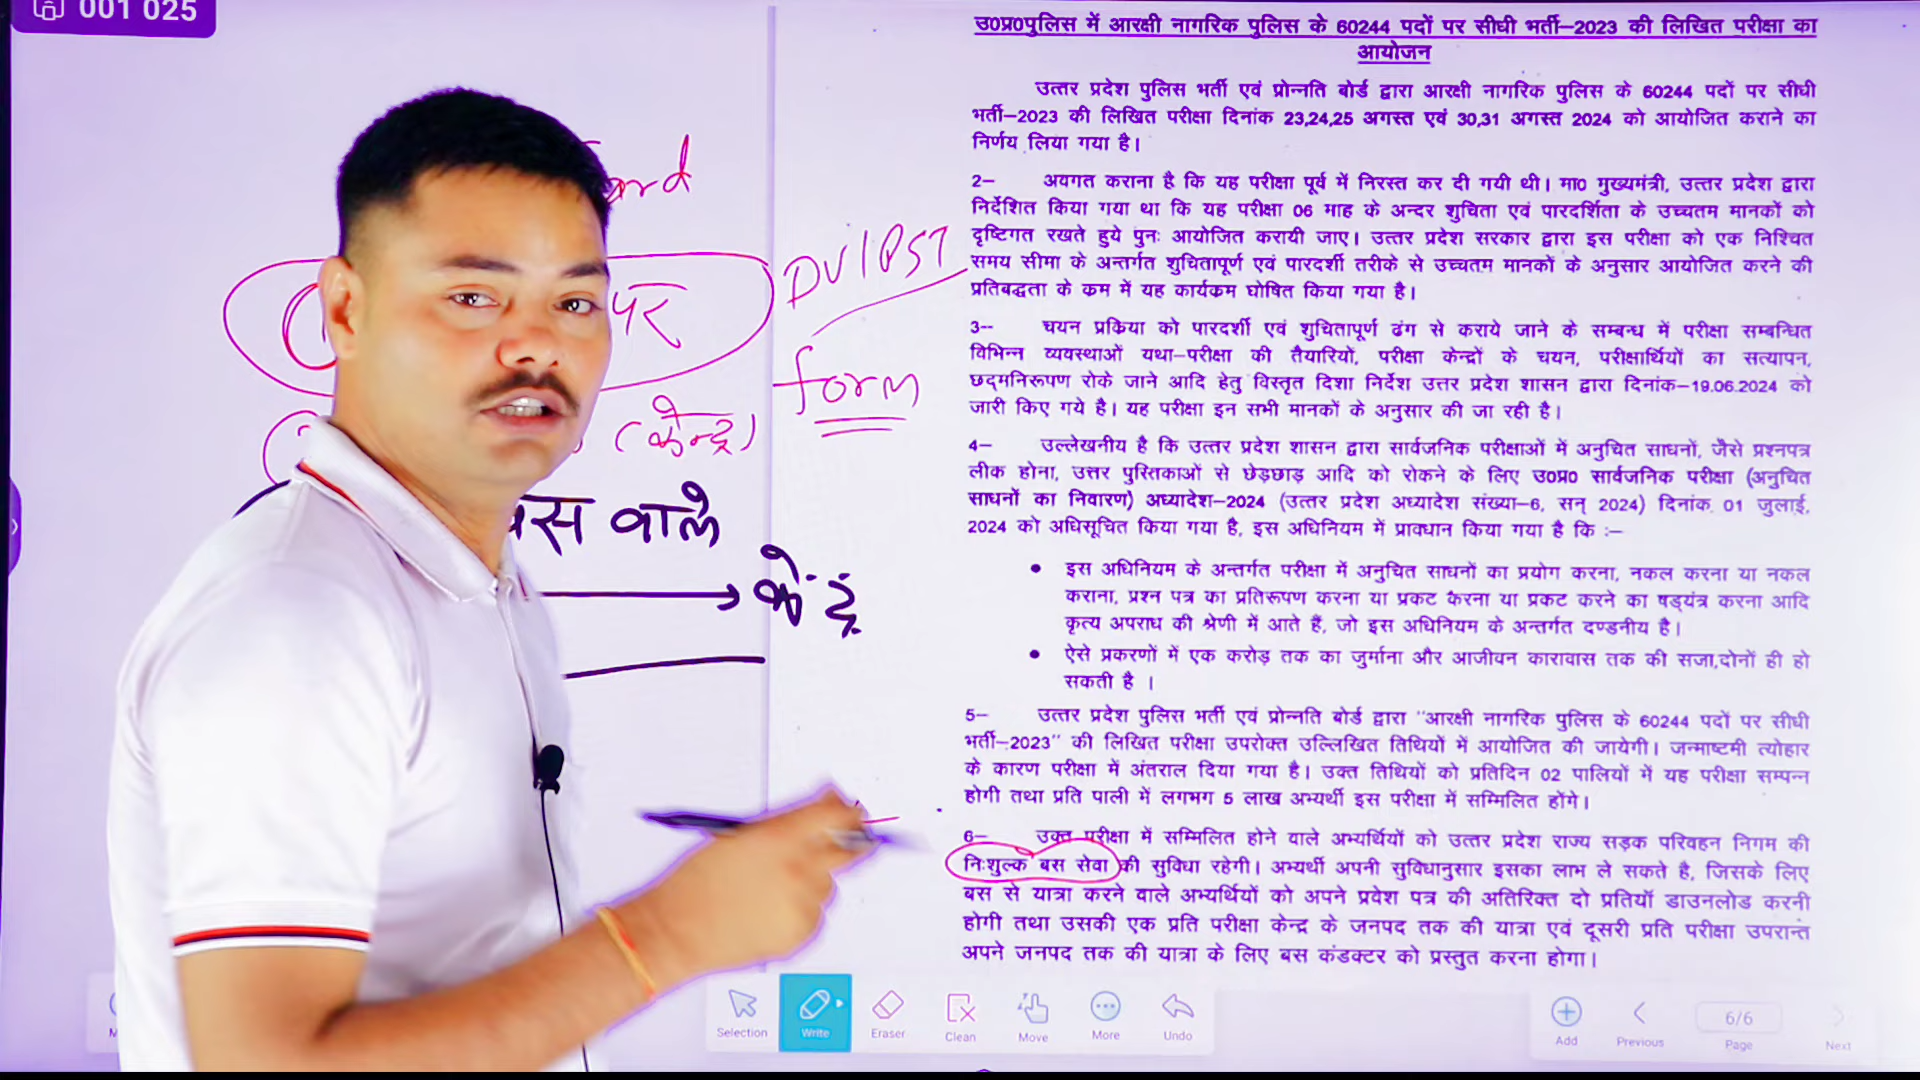 001 025
उ0प्र0पुलिस में आरक्षी नागरिक पुलिस के 60244 पदों पर सीधी भर्ती–2023 की लिखित परीक्षा का
आयोजन
उत्तर प्रदेश पुलिस भर्ती एवं प्रोन्नति बोर्ड द्वारा आरक्षी नागरिक पुलिस के 60244 पदों पर सीधी
भर्ती–2023 की लिखित परीक्षा दिनांक 23,24,25 अगस्त एवं 30,31 अगस्त 2024 को आयोजित कराने का
निर्णय लिया गया है।
2– अवगत कराना है कि यह परीक्षा पूर्व में निरस्त कर दी गयी थी। मा0 मुख्यमंत्री, उत्तर प्रदेश द्वारा
निर्देशित किया गया था कि यह परीक्षा 06 माह के अन्दर शुचिता एवं पारदर्शिता के उच्चतम मानकों को
दृष्टिगत रखते हुये पुनः आयोजित करायी जाए। उत्तर प्रदेश सरकार द्वारा इस परीक्षा को एक निश्चित
समय सीमा के अन्तर्गत शुचितापूर्ण एवं पारदर्शी तरीके से उच्चतम मानकों के अनुसार आयोजित करने की
प्रतिबद्धता के कम में यह कार्यकम घोषित किया गया है।
3– चयन प्रकिया को पारदर्शी एवं शुचितापूर्ण ढंग से कराये जाने के सम्बन्ध में परीक्षा सम्बन्धित
विभिन्न व्यवस्थाओं यथा–परीक्षा की तैयारियों, परीक्षा केन्द्रों के चयन, परीक्षार्थियों का सत्यापन,
छद्मनिरूपण रोके जाने आदि हेतु विस्तृत दिशा निर्देश उत्तर प्रदेश शासन द्वारा दिनांक–19.06.2024 को
जारी किए गये है। यह परीक्षा इन सभी मानकों के अनुसार की जा रही है।
4– उल्लेखनीय है कि उत्तर प्रदेश शासन द्वारा सार्वजनिक परीक्षाओं में अनुचित साधनों, जैसे प्रश्नपत्र
लीक होना, उत्तर पुस्तिकाओं से छेड़छाड़ आदि को रोकने के लिए उ0प्र0 सार्वजनिक परीक्षा (अनुचित
साधनों का निवारण) अध्यादेश–2024 (उत्तर प्रदेश अध्यादेश संख्या–6, सन् 2024) दिनांक 01 जुलाई,
2024 को अधिसूचित किया गया है, इस अधिनियम में प्रावधान किया गया है कि :–
• इस अधिनियम के अन्तर्गत परीक्षा में अनुचित साधनों का प्रयोग करना, नकल करना या नकल
कराना, प्रश्न पत्र का प्रतिरूपण करना या प्रकट करना या प्रकट करने का षड्यंत्र करना आदि
कृत्य अपराध की श्रेणी में आते हैं, जो इस अधिनियम के अन्तर्गत दण्डनीय है।
• ऐसे प्रकरणों में एक करोड़ तक का जुर्माना और आजीवन कारावास तक की सजा,दोनों ही हो
सकती है ।
5– उत्तर प्रदेश पुलिस भर्ती एवं प्रोन्नति बोर्ड द्वारा "आरक्षी नागरिक पुलिस के 60244 पदों पर सीधी
भर्ती–2023" की लिखित परीक्षा उपरोक्त उल्लिखित तिथियों में आयोजित की जायेगी। जन्माष्टमी त्योहार
के कारण परीक्षा में अंतराल दिया गया है। उक्त तिथियों को प्रतिदिन 02 पालियों में यह परीक्षा सम्पन्न
होगी तथा प्रति पाली में लगभग 5 लाख अभ्यर्थी इस परीक्षा में सम्मिलित होंगे।
6– उक्त परीक्षा में सम्मिलित होने वाले अभ्यर्थियों को उत्तर प्रदेश राज्य सड़क परिवहन निगम की
निःशुल्क बस सेवा की सुविधा रहेगी। अभ्यर्थी अपनी सुविधानुसार इसका लाभ ले सकते है, जिसके लिए
बस से यात्रा करने वाले अभ्यर्थियों को अपने प्रवेश पत्र की अतिरिक्त दो प्रतियॉ डाउनलोड करनी
होगी तथा उसकी एक प्रति परीक्षा केन्द्र के जनपद तक की यात्रा एवं दूसरी प्रति परीक्षा उपरान्त
अपने जनपद तक की यात्रा के लिए बस कंडक्टर को प्रस्तुत करना होगा।
DV/PST
form
(केन्द्र)
वाले
केंद्र
Selection Write Eraser Clean Move More Undo
Add Previous 6/6 Page Next